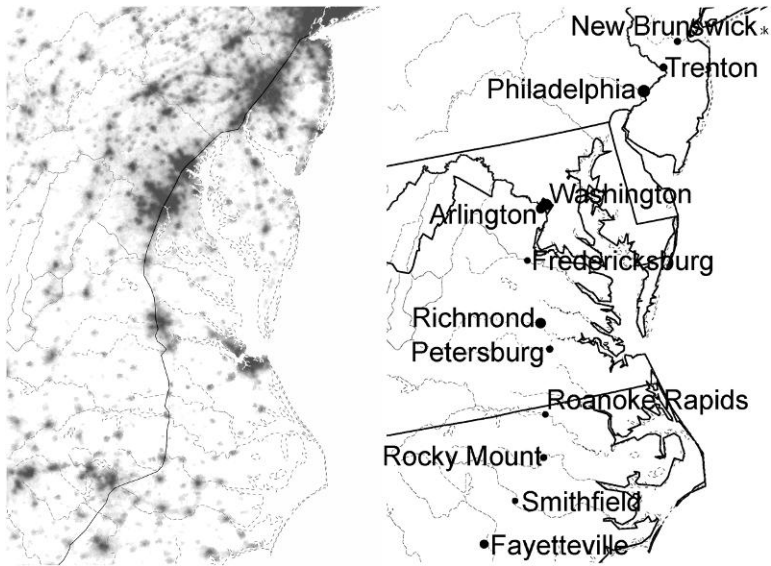 New Brunswick
Trenton
Philadelphia
Washington
Arlington
Fredericksburg
Richmond
Petersburg
Roanoke Rapids
Rocky Mount
Smithfield
Fayetteville